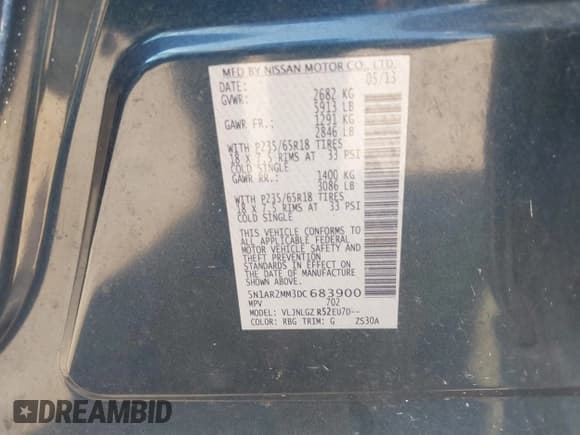 MFD BY NISSAN MOTOR CO., LTD.
DATE: 05/13
GVWR: 2682 KG
5913 LB
GAWR FR.: 1291 KG
2846 LB
WITH P235/65R18 TIRES
18 X 7.5 RIMS AT 33 PSI
COLD SINGLE
GAWR RR.: 1400 KG
3086 LB
WITH P235/65R18 TIRES
18 X 7.5 RIMS AT 33 PSI
COLD SINGLE
THIS VEHICLE CONFORMS TO
ALL APPLICABLE FEDERAL
MOTOR VEHICLE SAFETY AND
THEFT PREVENTION
STANDARDS IN EFFECT ON
THE DATE OF MANUFACTURE
SHOWN ABOVE.
5N1AR2MM3DC683900
MPV 702
MODEL: VLJNLGZ R52EU7D--
COLOR: RBG TRIM: G ZS30A
DREAMBID